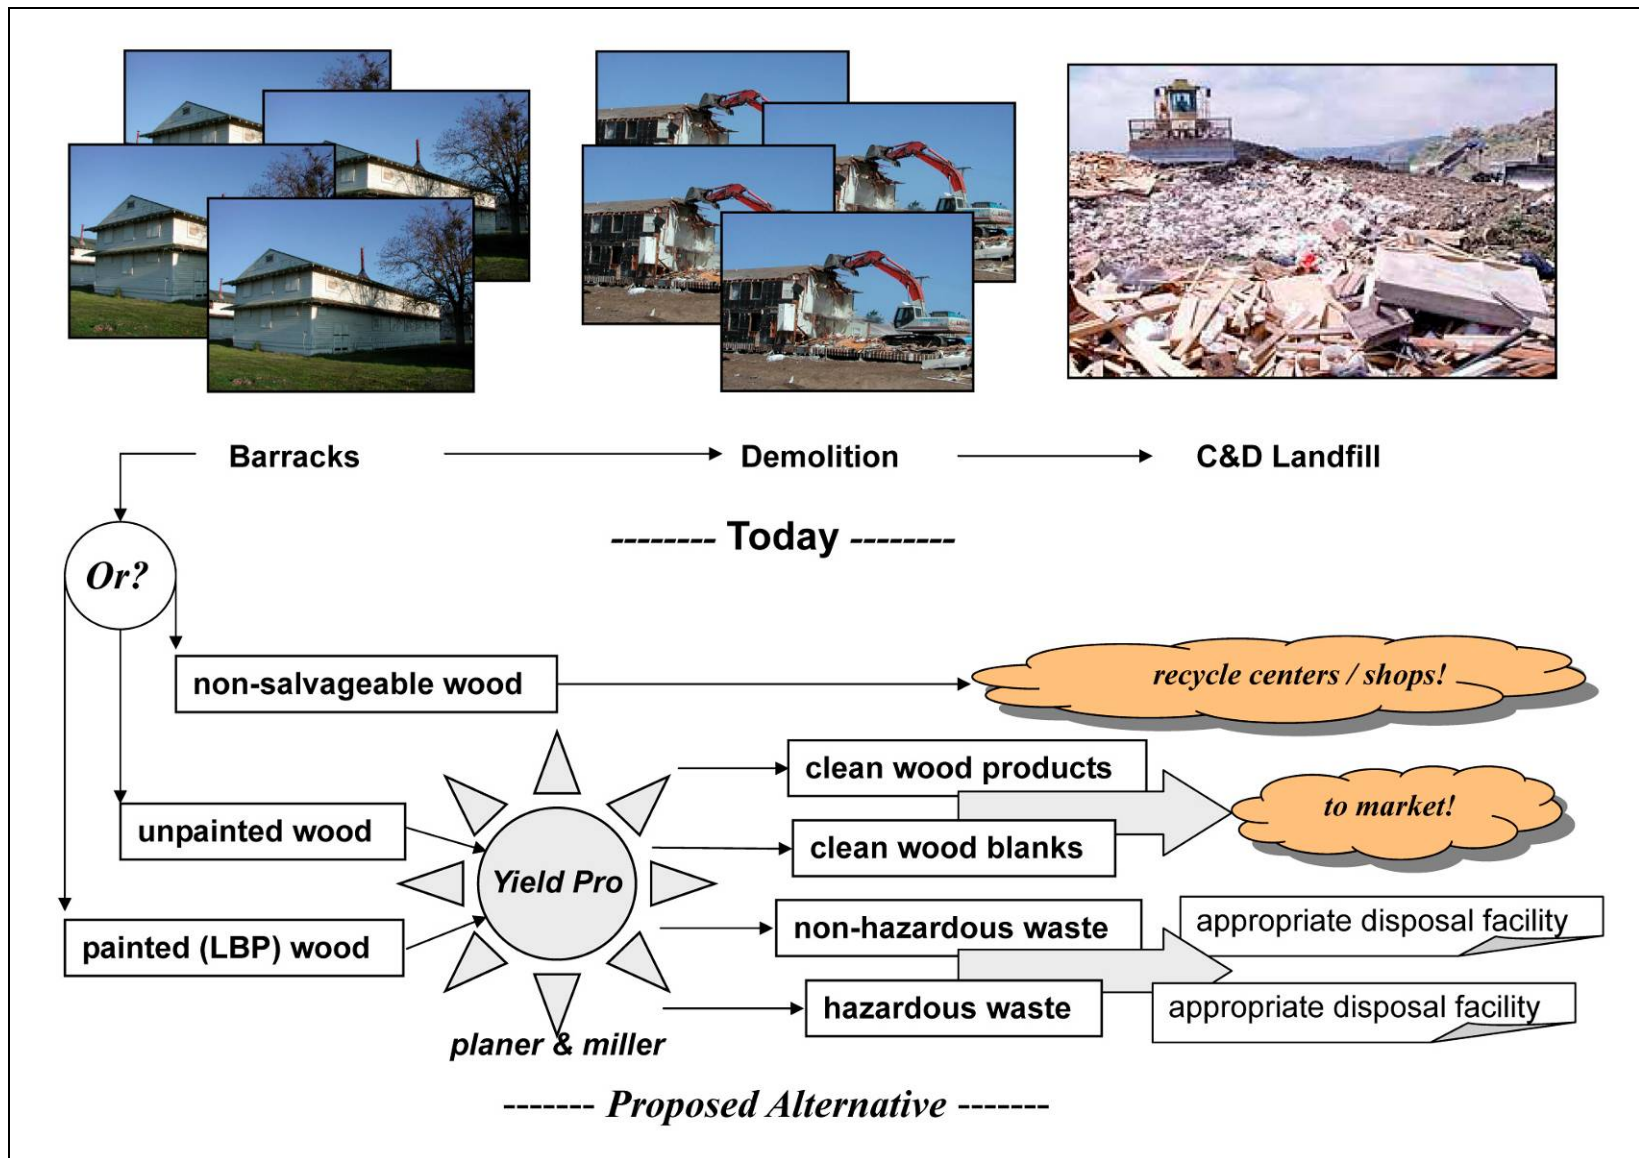 Barracks
Demolition
C&D Landfill
-------- Today --------
Or?
non-salvageable wood
recycle centers / shops!
clean wood products
unpainted wood
to market!
clean wood blanks
Yield Pro
painted (LBP) wood
non-hazardous waste
appropriate disposal facility
hazardous waste
appropriate disposal facility
planer & miller
------- Proposed Alternative -------